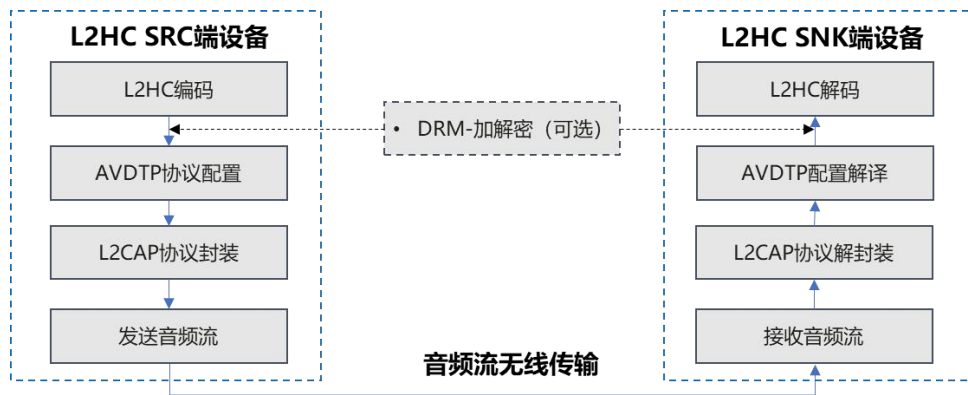 L2HC SRC端设备
L2HC编码
AVDTP协议配置
L2CAP协议封装
发送音频流
• DRM-加解密（可选）
音频流无线传输
L2HC SNK端设备
L2HC解码
AVDTP配置解译
L2CAP协议解封装
接收音频流